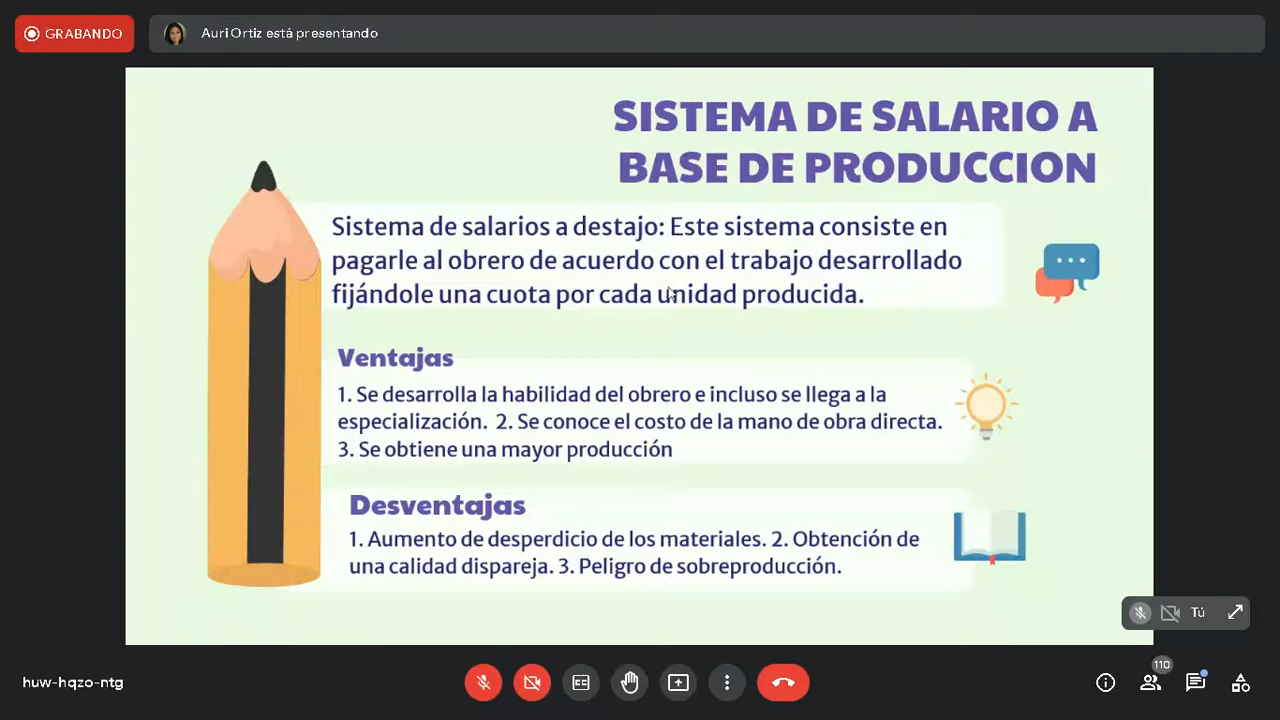 GRABANDO
Auri Ortiz está presentando
SISTEMA DE SALARIO A
BASE DE PRODUCCION
Sistema de salarios a destajo: Este sistema consiste en
pagarle al obrero de acuerdo con el trabajo desarrollado
fijándole una cuota por cada unidad producida.
Ventajas
1. Se desarrolla la habilidad del obrero e incluso se llega a la
especialización. 2. Se conoce el costo de la mano de obra directa.
3. Se obtiene una mayor producción
Desventajas
1. Aumento de desperdicio de los materiales. 2. Obtención de
una calidad dispareja. 3. Peligro de sobreproducción.
Tú
huw-hqzo-ntg
110